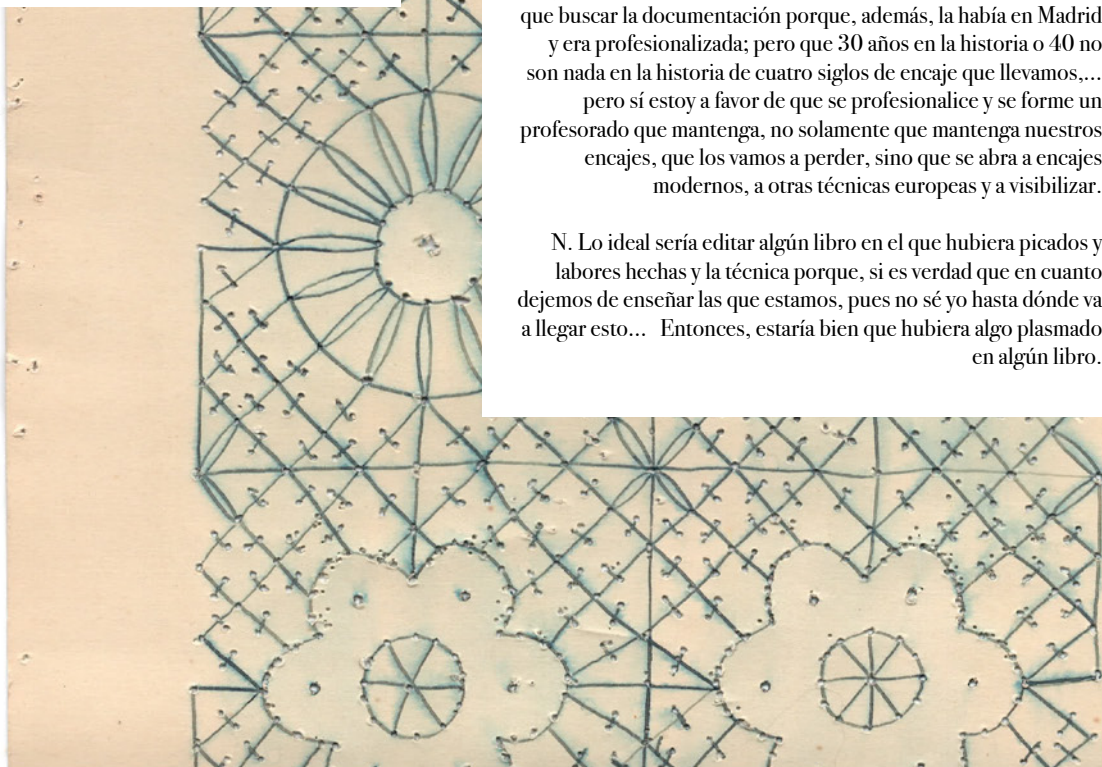 que buscar la documentación porque, además, la había en Madrid
y era profesionalizada; pero que 30 años en la historia o 40 no
son nada en la historia de cuatro siglos de encaje que llevamos,...
pero sí estoy a favor de que se profesionalice y se forme un
profesorado que mantenga, no solamente que mantenga nuestros
encajes, que los vamos a perder, sino que se abra a encajes
modernos, a otras técnicas europeas y a visibilizar.
N. Lo ideal sería editar algún libro en el que hubiera picados y
labores hechas y la técnica porque, si es verdad que en cuanto
dejemos de enseñar las que estamos, pues no sé yo hasta dónde va
a llegar esto... Entonces, estaría bien que hubiera algo plasmado
en algún libro.